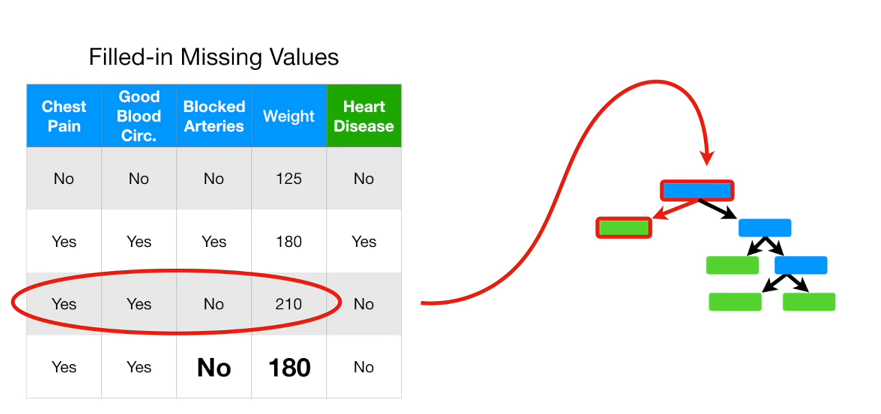 Filled-in Missing Values
Chest Pain Good Blood Circ. Blocked Arteries Weight Heart Disease
No No No 125 No
Yes Yes Yes 180 Yes
Yes Yes No 210 No
Yes Yes No 180 No